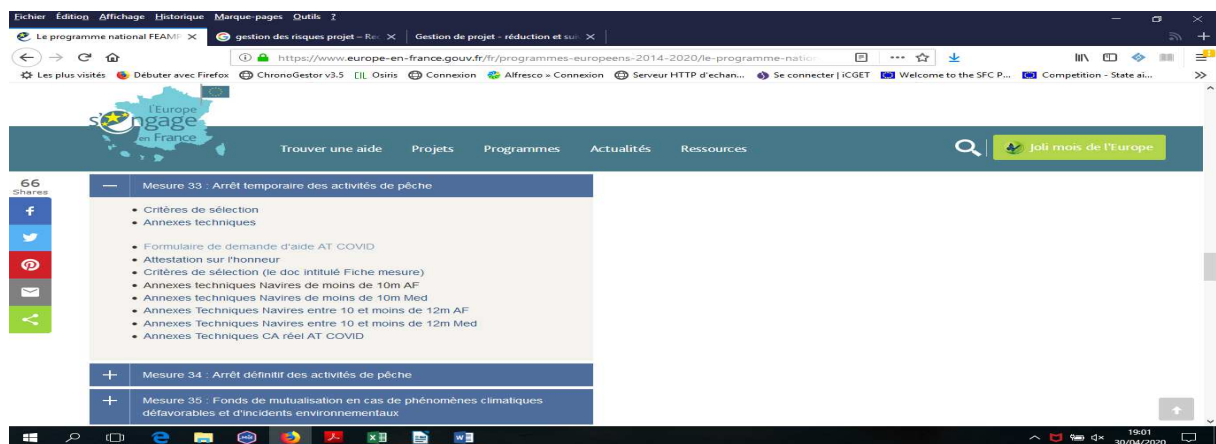 Fichier Édition Affichage Historique Marque-pages Outils ?
Le programme national FEAMP
gestion des risques projet – Rec
Gestion de projet - réduction et sui
https://www.europe-en-france.gouv.fr/fr/programmes-europeens-2014-2020/le-programme-nation
Les plus visités Débuter avec Firefox ChronoGestor v3.5 Osiris Connexion Alfresco » Connexion Serveur HTTP d'echan... Se connecter | iCGET Welcome to the SFC P... Competition - State ai...
l'Europe
s'engage
en France
Trouver une aide Projets Programmes Actualités Ressources
Joli mois de l'Europe
66
Shares
Mesure 33 : Arrêt temporaire des activités de pêche
• Critères de sélection
• Annexes techniques
• Formulaire de demande d'aide AT COVID
• Attestation sur l'honneur
• Critères de sélection (le doc intitulé Fiche mesure)
• Annexes techniques Navires de moins de 10m AF
• Annexes techniques Navires de moins de 10m Med
• Annexes Techniques Navires entre 10 et moins de 12m AF
• Annexes Techniques Navires entre 10 et moins de 12m Med
• Annexes Techniques CA réel AT COVID
Mesure 34 : Arrêt définitif des activités de pêche
Mesure 35 : Fonds de mutualisation en cas de phénomènes climatiques
défavorables et d'incidents environnementaux
19:01
30/04/2020